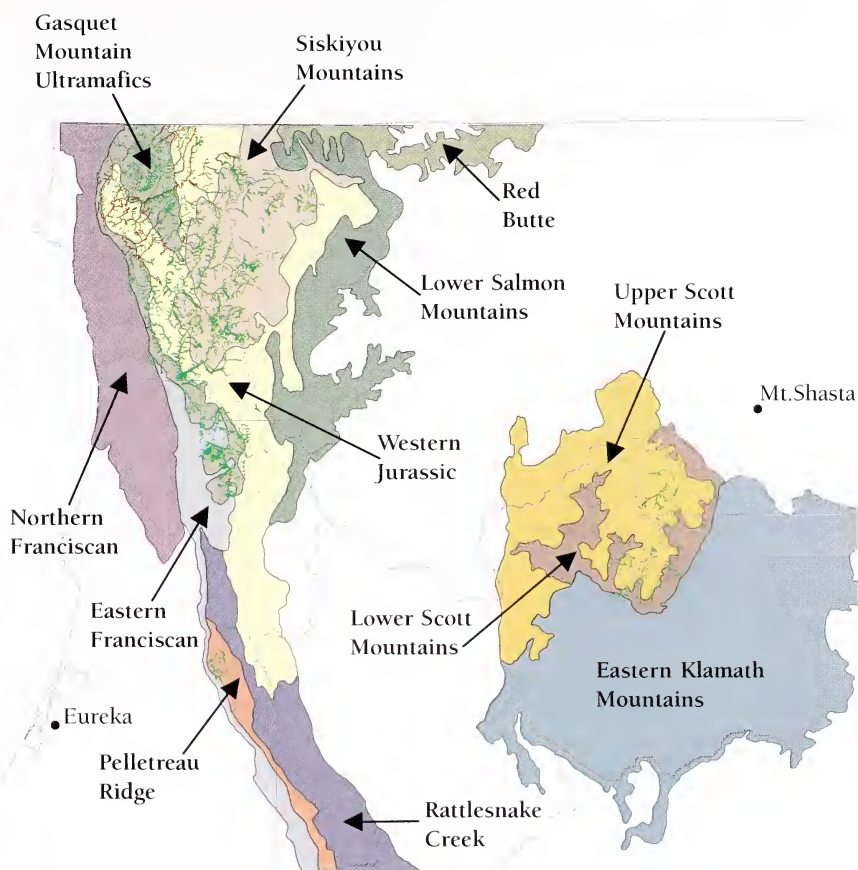 Gasquet
Mountain
Ultramafics
Siskiyou
Mountains
Red
Butte
Lower Salmon
Mountains
Upper Scott
Mountains
Mt.Shasta
Western
Jurassic
Northern
Franciscan
Eastern
Franciscan
Lower Scott
Mountains
Eastern Klamath
Mountains
Eureka
Pelletreau
Ridge
Rattlesnake
Creek